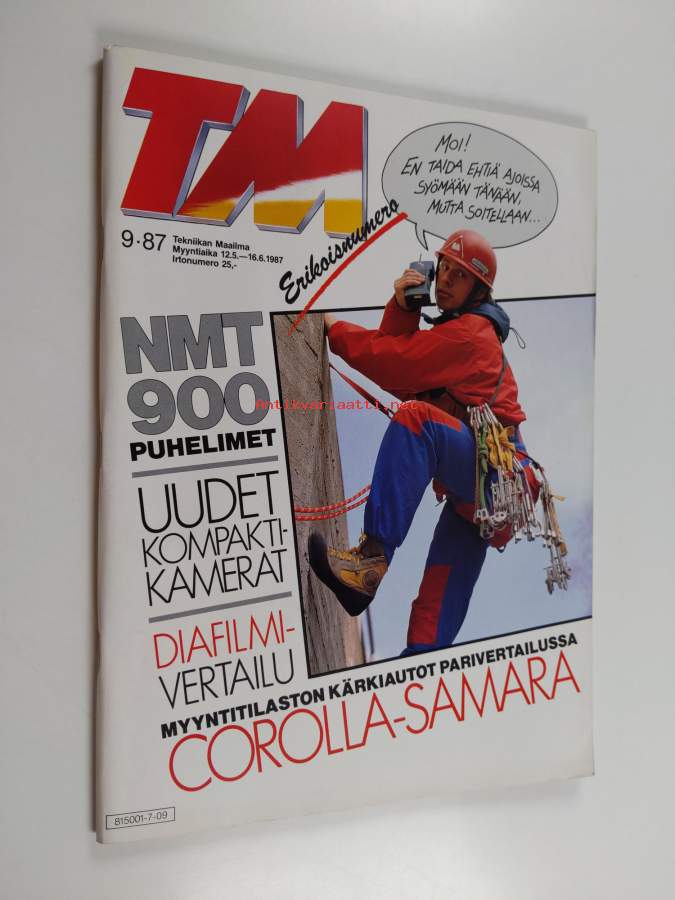 TM
MOI!
EN TAIDA EHTIÄ AJOISSA
SYÖMÄÄN TÄNÄÄN,
MUTTA SOITELLAAN...
9·87
Tekniikan Maailma
Myyntiaika 12.5.—16.6.1987
Irtonumero 25,-
Erikoisnumero
NMT
900
PUHELIMET
antikvariaatti.net
UUDET
KOMPAKTI-
KAMERAT
DIAFILMI-
VERTAILU
MYYNTITILASTON KÄRKIAUTOT PARIVERTAILUSSA
COROLLA-SAMARA
815001-7-09